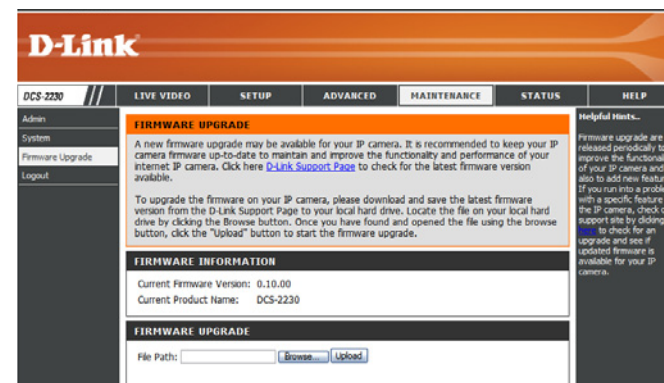 D-Link
DCS-2230
LIVE VIDEO
SETUP
ADVANCED
MAINTENANCE
STATUS
HELP
Admin
System
Firmware Upgrade
Logout
FIRMWARE UPGRADE
A new firmware upgrade may be available for your IP camera. It is recommended to keep your IP
camera firmware up-to-date to maintain and improve the functionality and performance of your
internet IP camera. Click here D-Link Support Page to check for the latest firmware version
available.
To upgrade the firmware on your IP camera, please download and save the latest firmware
version from the D-Link Support Page to your local hard drive. Locate the file on your local hard
drive by clicking the Browse button. Once you have found and opened the file using the browse
button, click the "Upload" button to start the firmware upgrade.
FIRMWARE INFORMATION
Current Firmware Version: 0.10.00
Current Product Name: DCS-2230
FIRMWARE UPGRADE
File Path:
Browse...
Upload
Helpful Hints..
Firmware upgrade are
released periodically to
improve the functional
of your IP camera and
also to add new featur
If you run into a proble
with a specific feature
the IP camera, check o
support site by clicking
here to check for an
upgrade and see if
updated firmware is
available for your IP
camera.